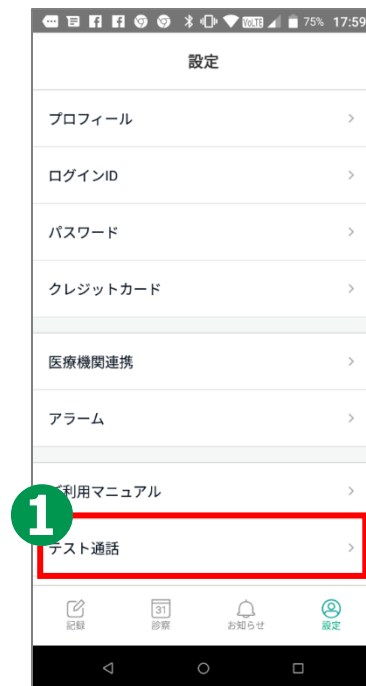 VoLTE 75% 17:59
設定
プロフィール
ログインID
パスワード
クレジットカード
医療機関連携
アラーム
利用マニュアル
1
テスト通話
31
記録 診察 お知らせ 設定